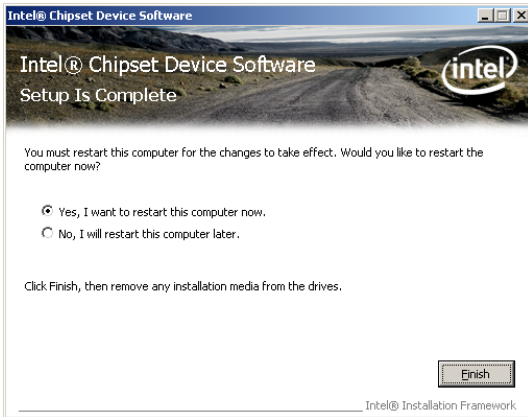 Intel® Chipset Device Software
Intel® Chipset Device Software
intel
Setup Is Complete
You must restart this computer for the changes to take effect. Would you like to restart the
computer now?
Yes, I want to restart this computer now.
No, I will restart this computer later.
Click Finish, then remove any installation media from the drives.
Finish
Intel® Installation Framework